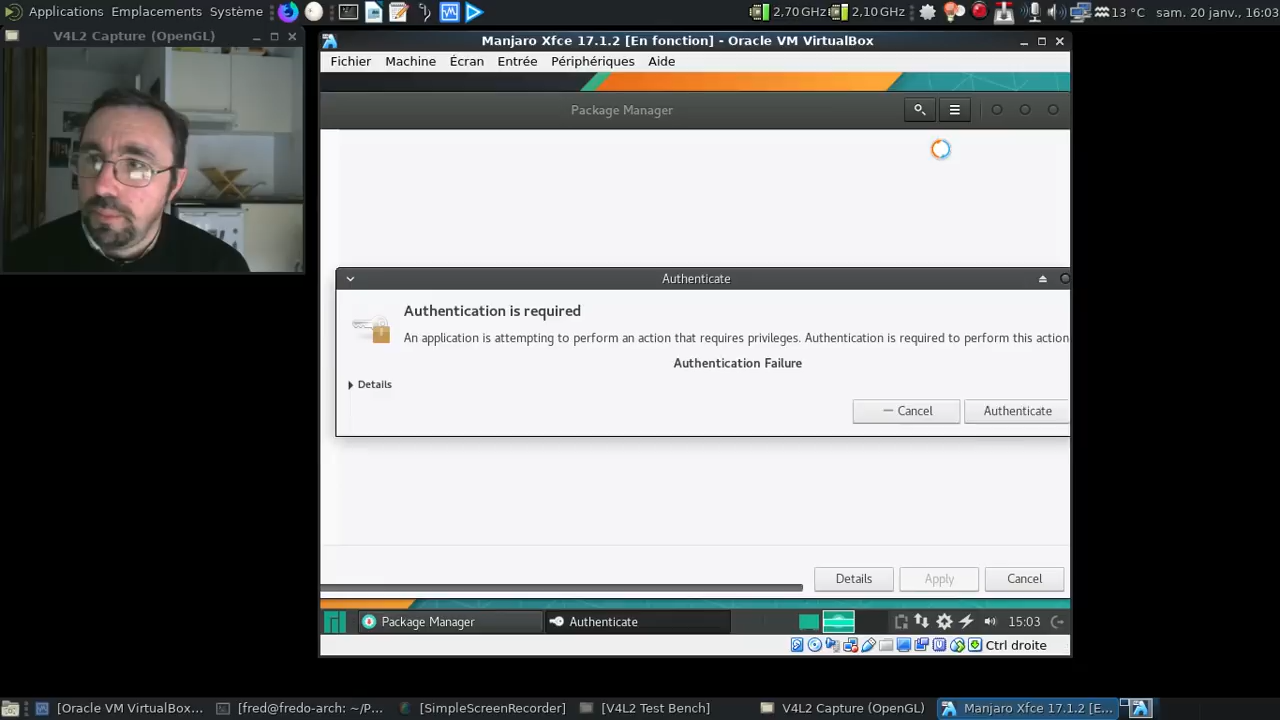 Applications Emplacements Système
2,70 GHz 2,10 GHz 13 °C sam. 20 janv., 16:03
V4L2 Capture (OpenGL)
Manjaro Xfce 17.1.2 [En fonction] - Oracle VM VirtualBox
Fichier Machine Écran Entrée Périphériques Aide
Package Manager
Authenticate
Authentication is required
An application is attempting to perform an action that requires privileges. Authentication is required to perform this action
Authentication Failure
Details
Cancel Authenticate
Details Apply Cancel
Package Manager Authenticate 15:03
Ctrl droite
[Oracle VM VirtualBox... [fred@fredo-arch: ~/P... [SimpleScreenRecorder] [V4L2 Test Bench] V4L2 Capture (OpenGL) Manjaro Xfce 17.1.2 [E...